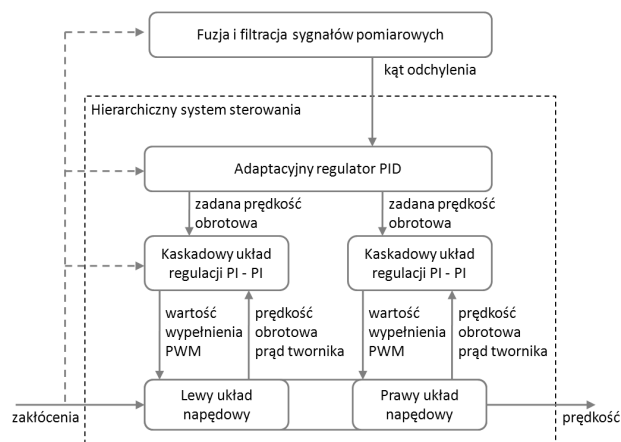 Fuzja i filtracja sygnałów pomiarowych
kąt odchylenia
Hierarchiczny system sterowania
Adaptacyjny regulator PID
zadana prędkość
obrotowa
zadana prędkość
obrotowa
Kaskadowy układ
regulacji PI - PI
Kaskadowy układ
regulacji PI - PI
wartość
wypełnienia
PWM
prędkość
obrotowa
prąd twornika
wartość
wypełnienia
PWM
prędkość
obrotowa
prąd twornika
zakłócenia
Lewy układ
napędowy
Prawy układ
napędowy
prędkość